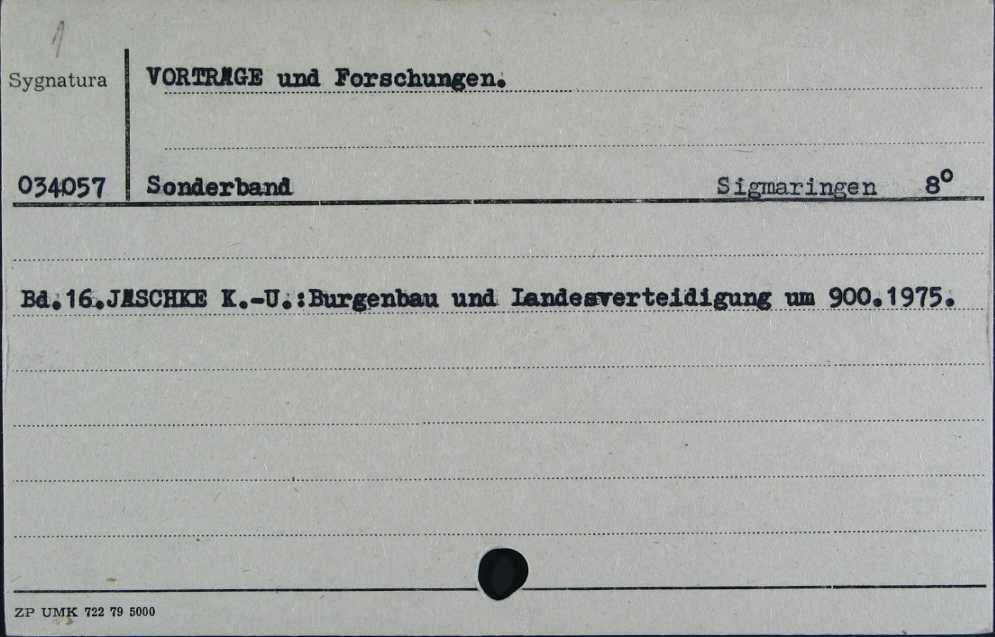 1
Sygnatura
VORTRÄGE und Forschungen.
034057
Sonderband Sigmaringen 8º
Bd.16.JÄSCHKE K.-U.:Burgenbau und Landesverteidigung um 900.1975.
ZP UMK 722 79 5000